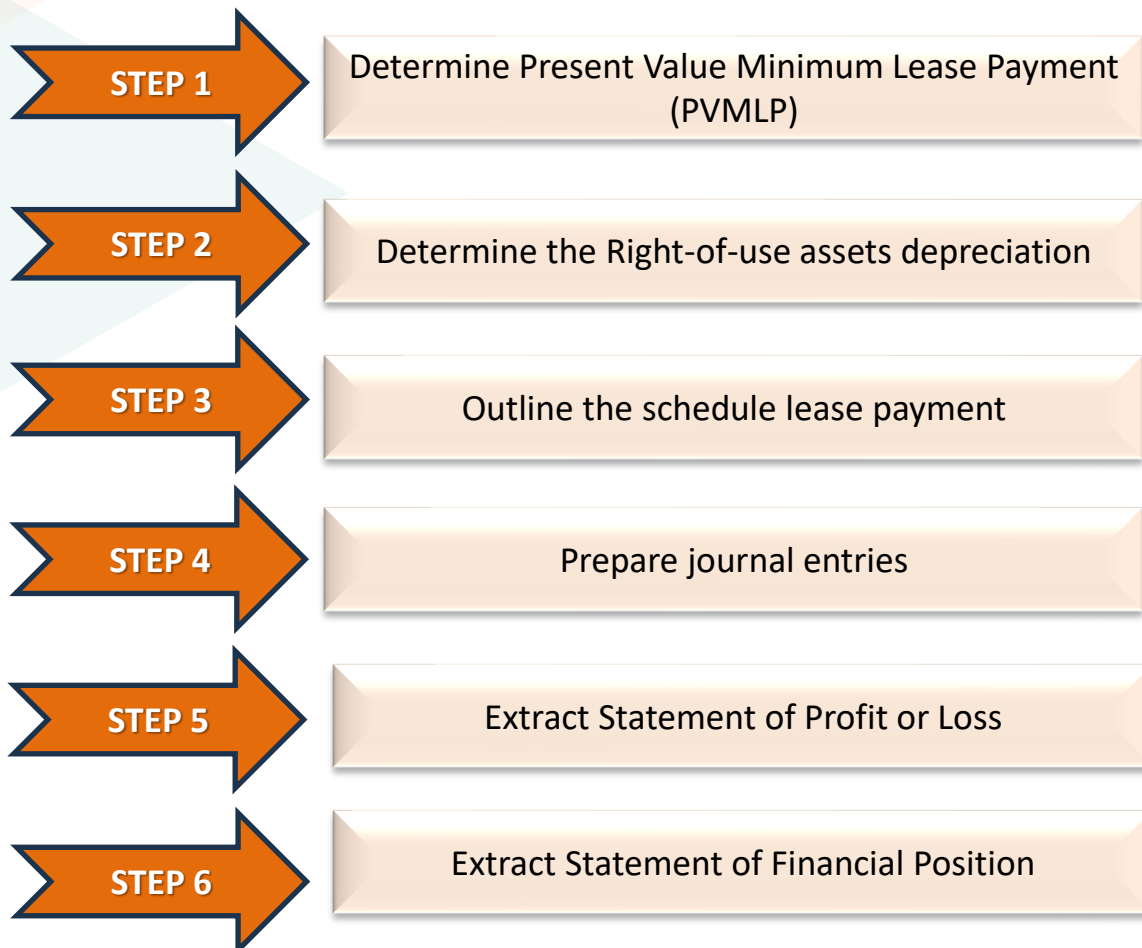 STEP 1
Determine Present Value Minimum Lease Payment
(PVMLP)
STEP 2
Determine the Right-of-use assets depreciation
STEP 3
Outline the schedule lease payment
STEP 4
Prepare journal entries
STEP 5
Extract Statement of Profit or Loss
STEP 6
Extract Statement of Financial Position